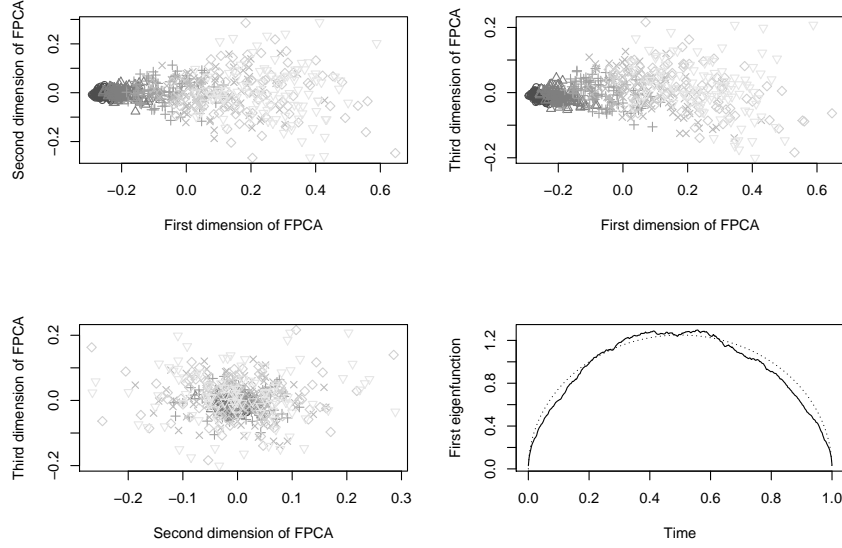 Second dimension of FPCA
−0.2 0.0 0.2
−0.2 0.0 0.2 0.4 0.6
First dimension of FPCA
Third dimension of FPCA
−0.2 0.0 0.2
−0.2 0.0 0.2 0.4 0.6
First dimension of FPCA
Third dimension of FPCA
−0.2 0.0 0.2
−0.2 −0.1 0.0 0.1 0.2 0.3
Second dimension of FPCA
First eigenfunction
0.0 0.4 0.8 1.2
0.0 0.2 0.4 0.6 0.8 1.0
Time